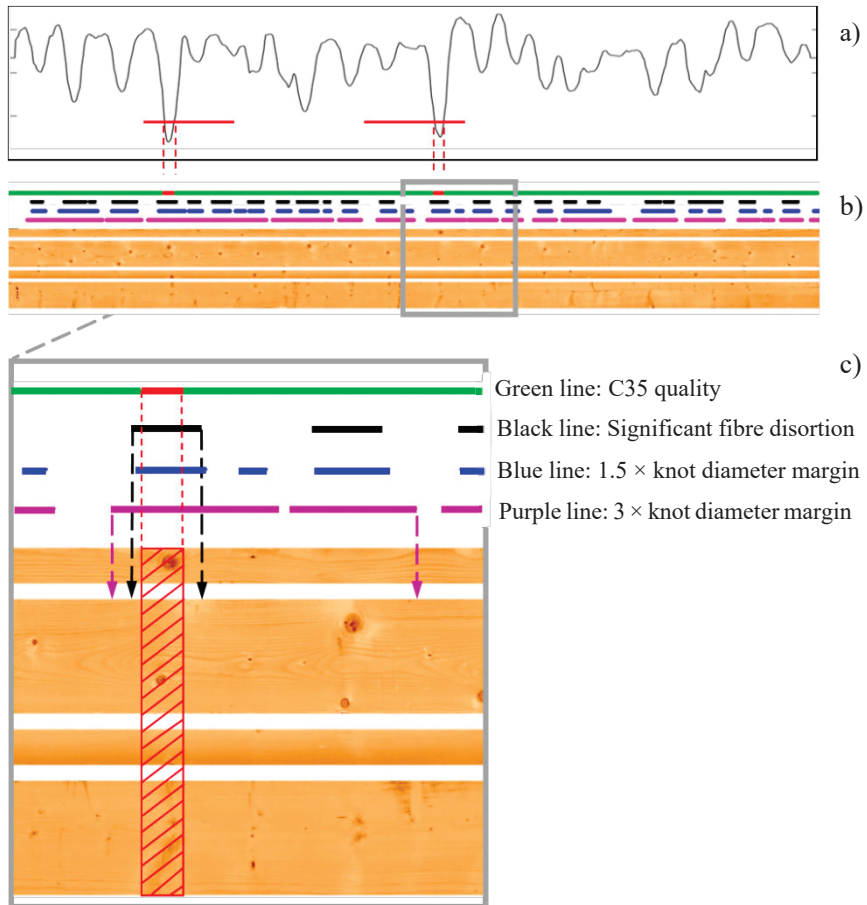 a)
b)
c)
Green line: C35 quality
Black line: Significant fibre disortion
Blue line: 1.5 × knot diameter margin
Purple line: 3 × knot diameter margin